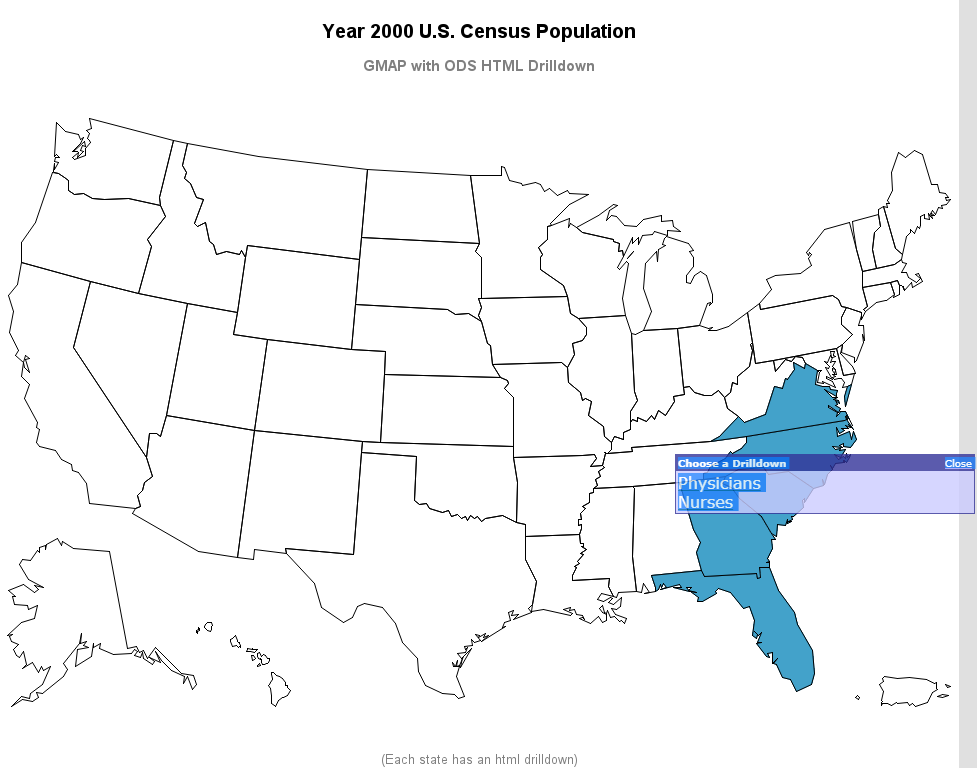 Year 2000 U.S. Census Population
GMAP with ODS HTML Drilldown
Choose a Drilldown Close
Physicians
Nurses
(Each state has an html drilldown)